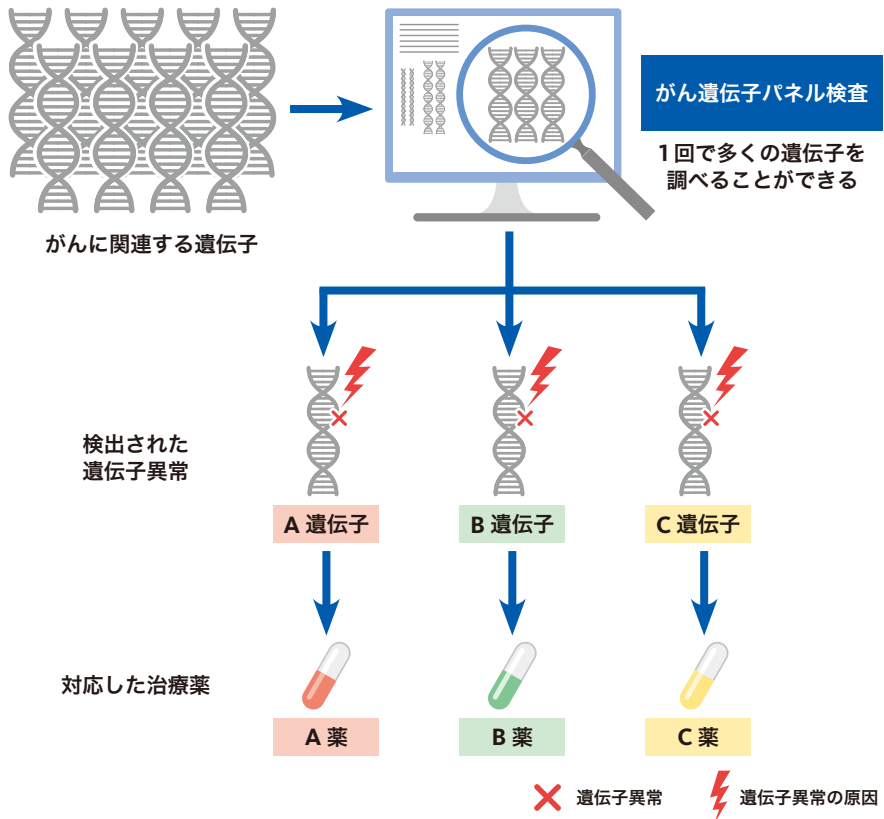 がん遺伝子パネル検査
1回で多くの遺伝子を
調べることができる
がんに関連する遺伝子
検出された
遺伝子異常
A 遺伝子
B 遺伝子
C 遺伝子
対応した治療薬
A 薬
B 薬
C 薬
遺伝子異常
遺伝子異常の原因